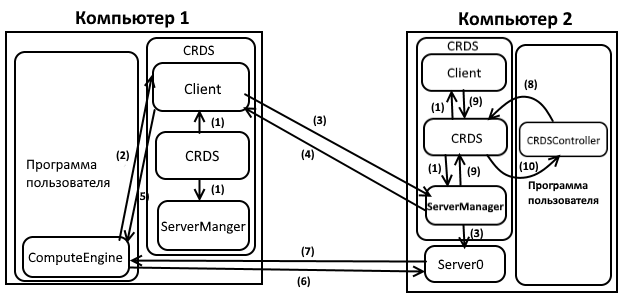 Компьютер 1
CRDS
Client
(1)
(2)
CRDS
Программа
пользователя
5)
(1)
ServerManger
ComputeEngine
(3)
(4)
(7)
(6)
Компьютер 2
CRDS
Client
(8)
(1)
(9)
CRDS
CRDSController
(1)
(9)
(10)
Программа
пользователя
ServerManager
(3)
Server0